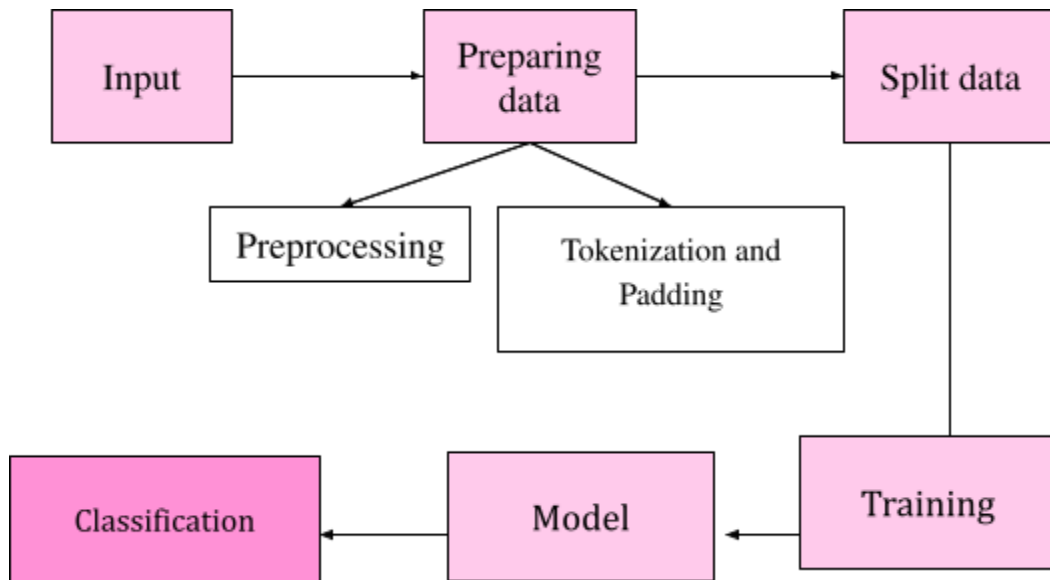 Input
Preparing
data
Split data
Preprocessing
Tokenization and
Padding
Classification
Model
Training